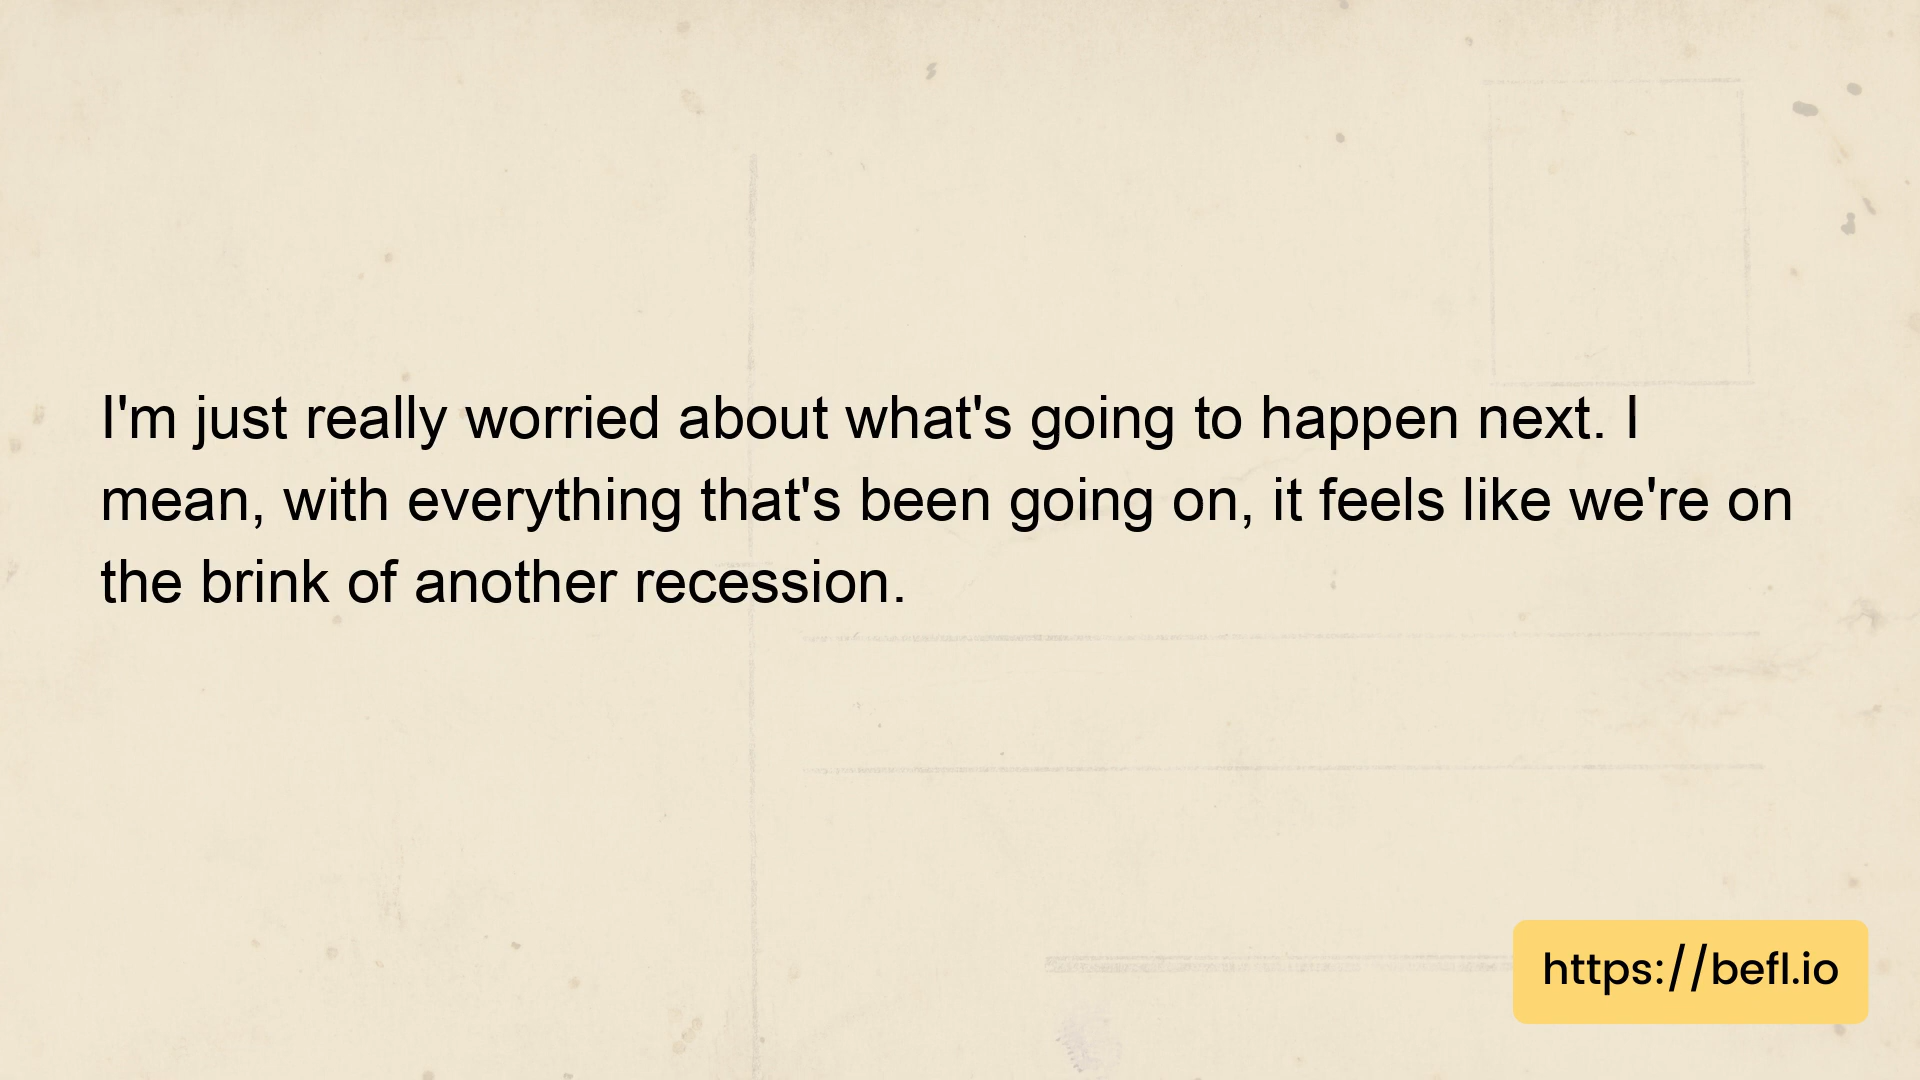 I'm just really worried about what's going to happen next. I
mean, with everything that's been going on, it feels like we're on
the brink of another recession.
https://befl.io